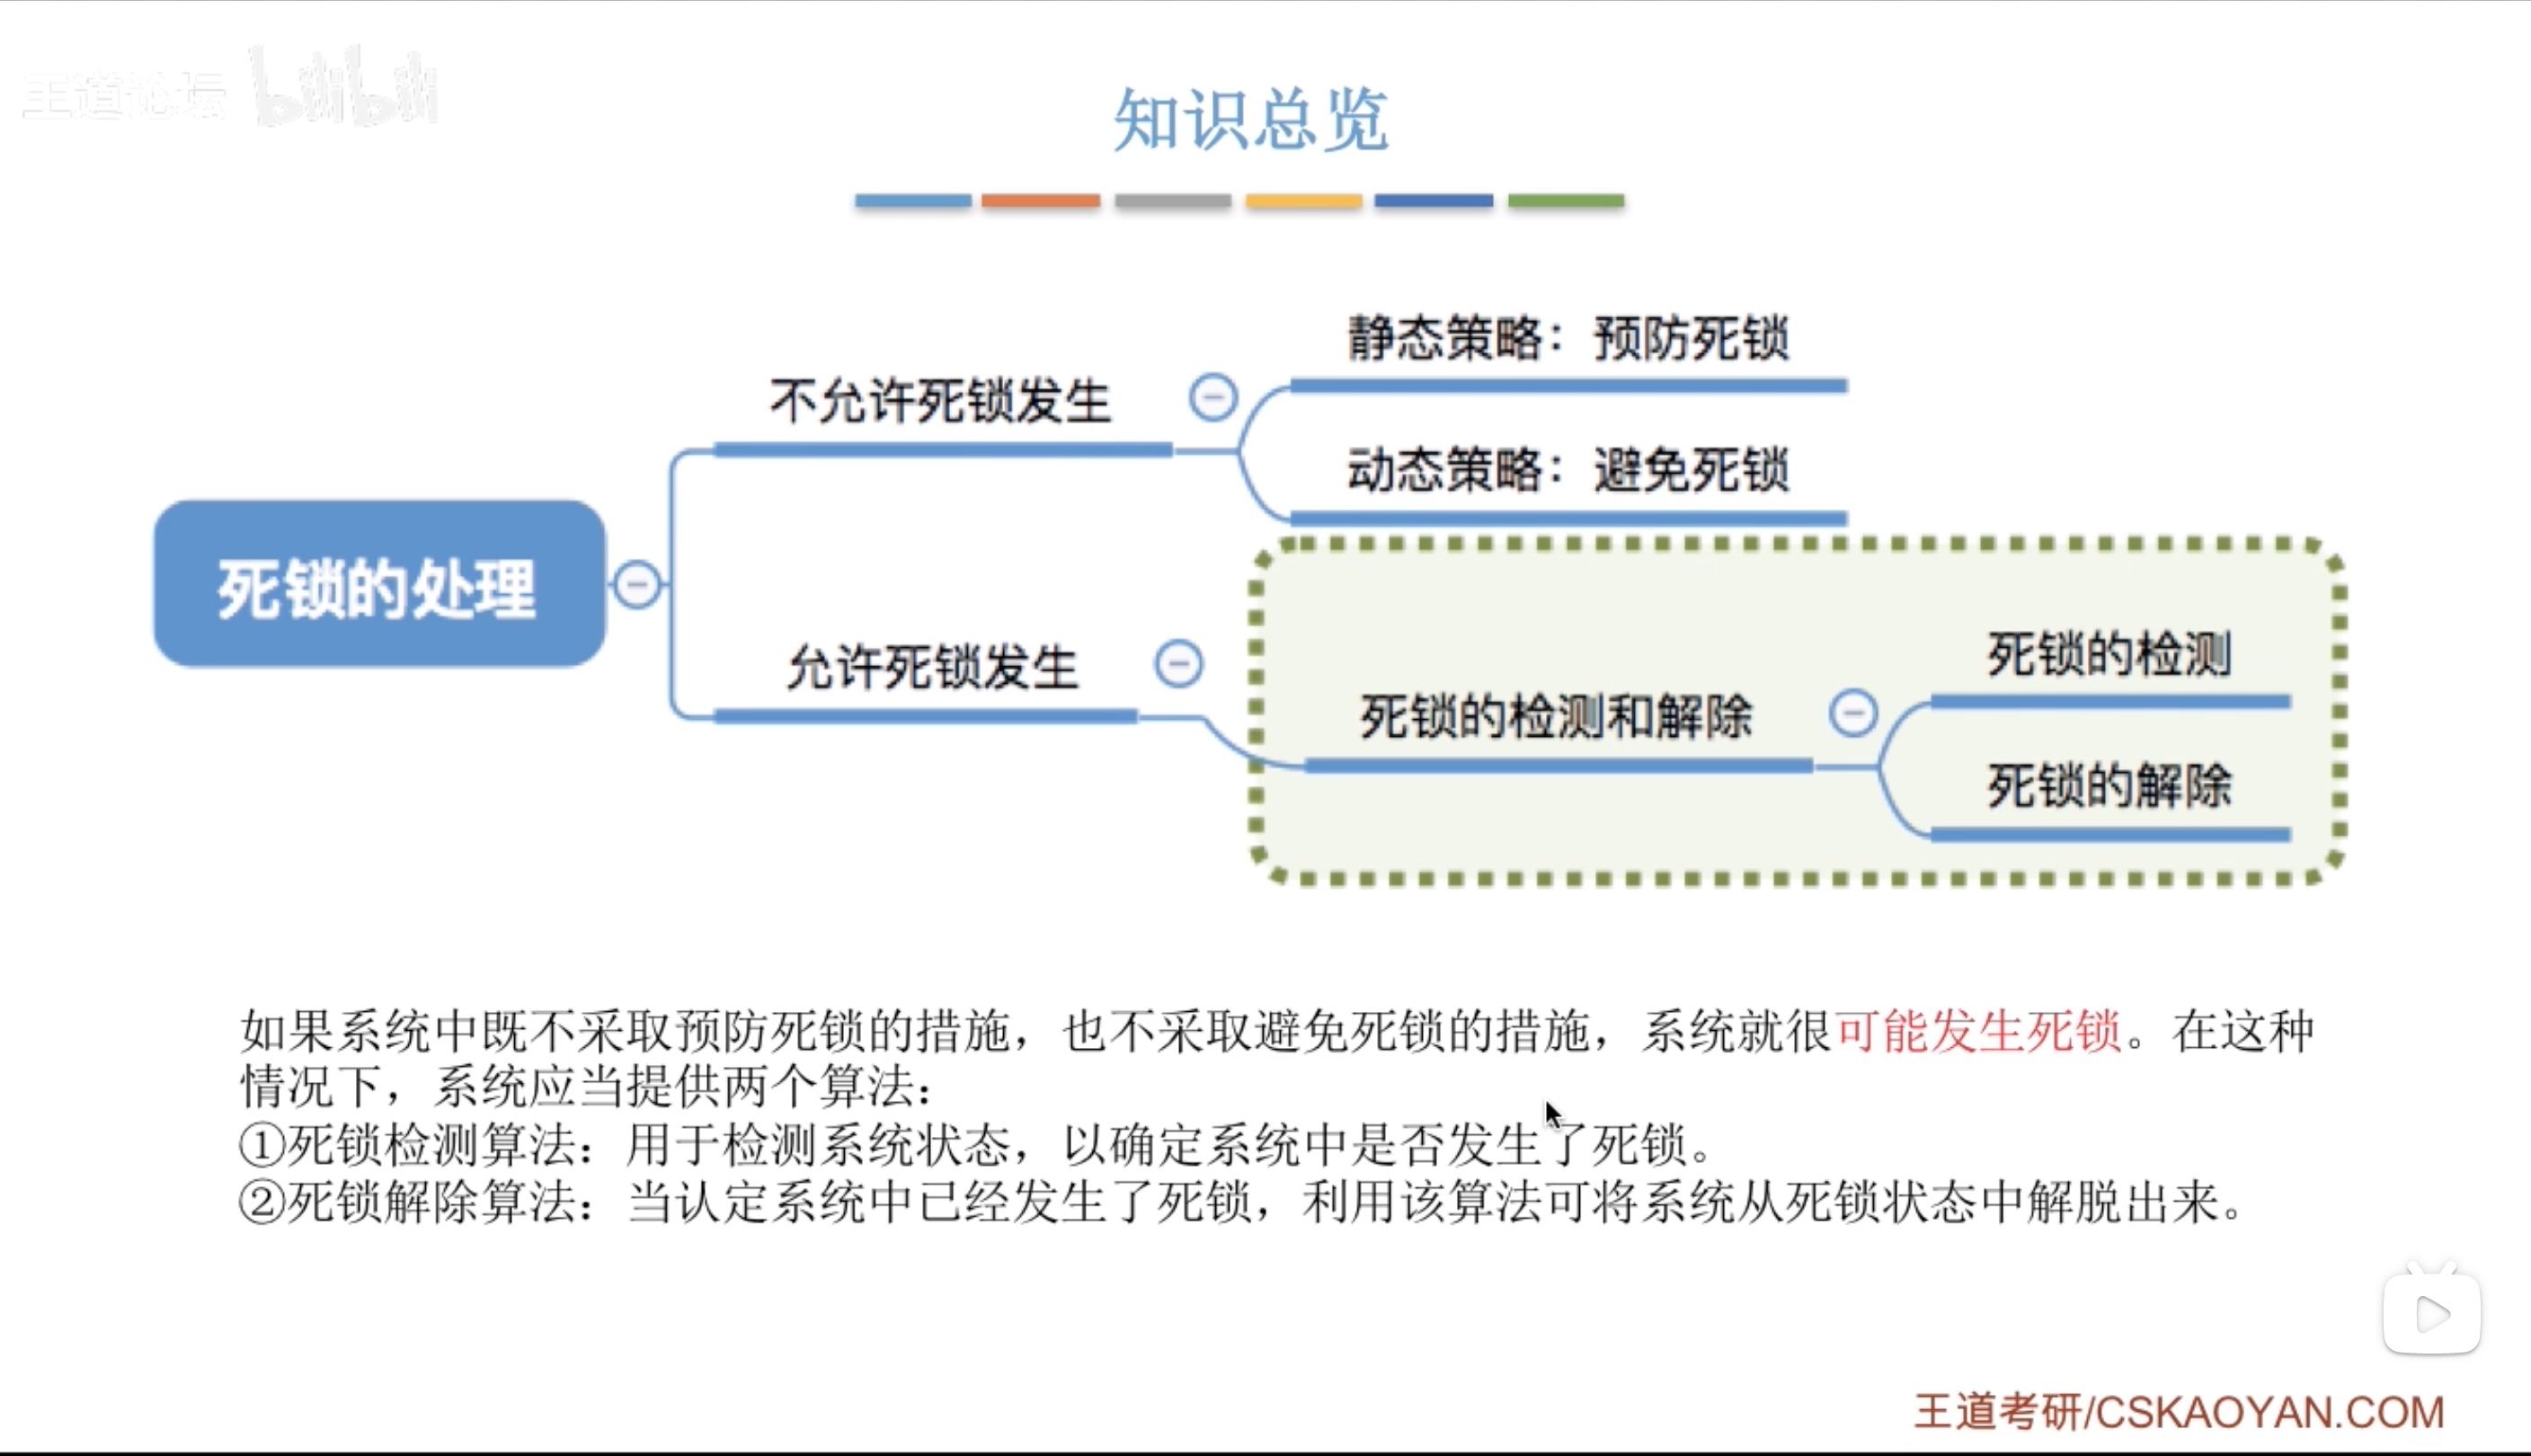 王道论坛 bilibili
知识总览
静态策略：预防死锁
不允许死锁发生
动态策略：避免死锁
死锁的处理
死锁的检测
允许死锁发生
死锁的检测和解除
死锁的解除
如果系统中既不采取预防死锁的措施，也不采取避免死锁的措施，系统就很可能发生死锁。在这种
情况下，系统应当提供两个算法：
①死锁检测算法：用于检测系统状态，以确定系统中是否发生了死锁。
②死锁解除算法：当认定系统中已经发生了死锁，利用该算法可将系统从死锁状态中解脱出来。
王道考研/CSKAOYAN.COM